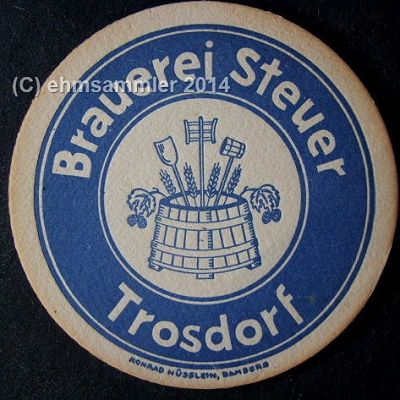 (C) ehmsammler 2014
Brauerei Steuer
Trosdorf
KONRAD NÜSSLEIN, BAMBERG